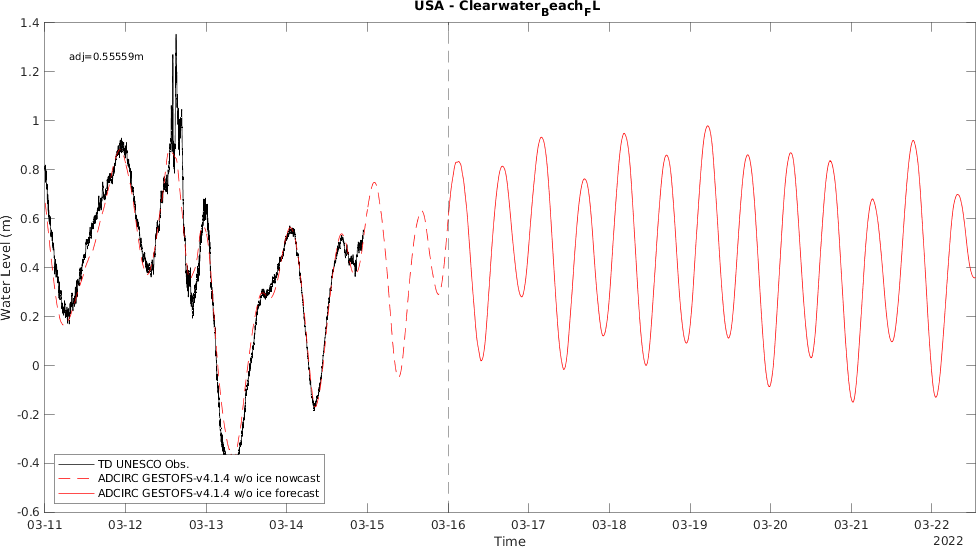 USA - Clearwater_Beach_FL
1.4
adj=0.55559m
1.2
1
0.8
0.6
0.4
0.2
0
-0.2
-0.4
-0.6
Water Level (m)
TD UNESCO Obs.
ADCIRC GESTOFS-v4.1.4 w/o ice nowcast
ADCIRC GESTOFS-v4.1.4 w/o ice forecast
03-11 03-12 03-13 03-14 03-15 03-16 03-17 03-18 03-19 03-20 03-21 03-22
Time
2022